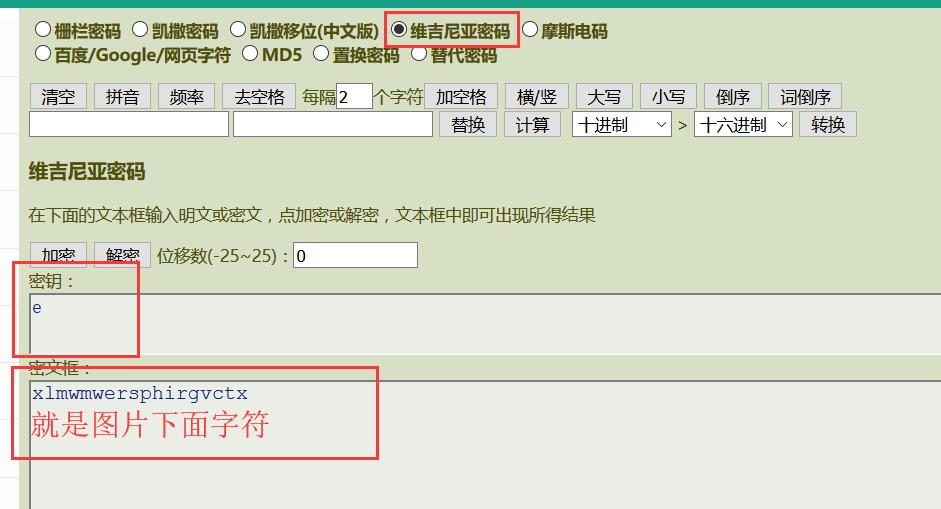 栅栏密码 凯撒密码 凯撒移位(中文版) 维吉尼亚密码 摩斯电码
百度/Google/网页字符 MD5 置换密码 替代密码
清空 拼音 频率 去空格 每隔2个字符 加空格 横/竖 大写 小写 倒序 词倒序
替换 计算 十进制 > 十六进制 转换
维吉尼亚密码
在下面的文本框输入明文或密文，点加密或解密，文本框中即可出现所得结果
加密 解密 位移数(-25~25)：0
密钥：
e
密文框：
xlmwmwersphirgvctx
就是图片下面字符